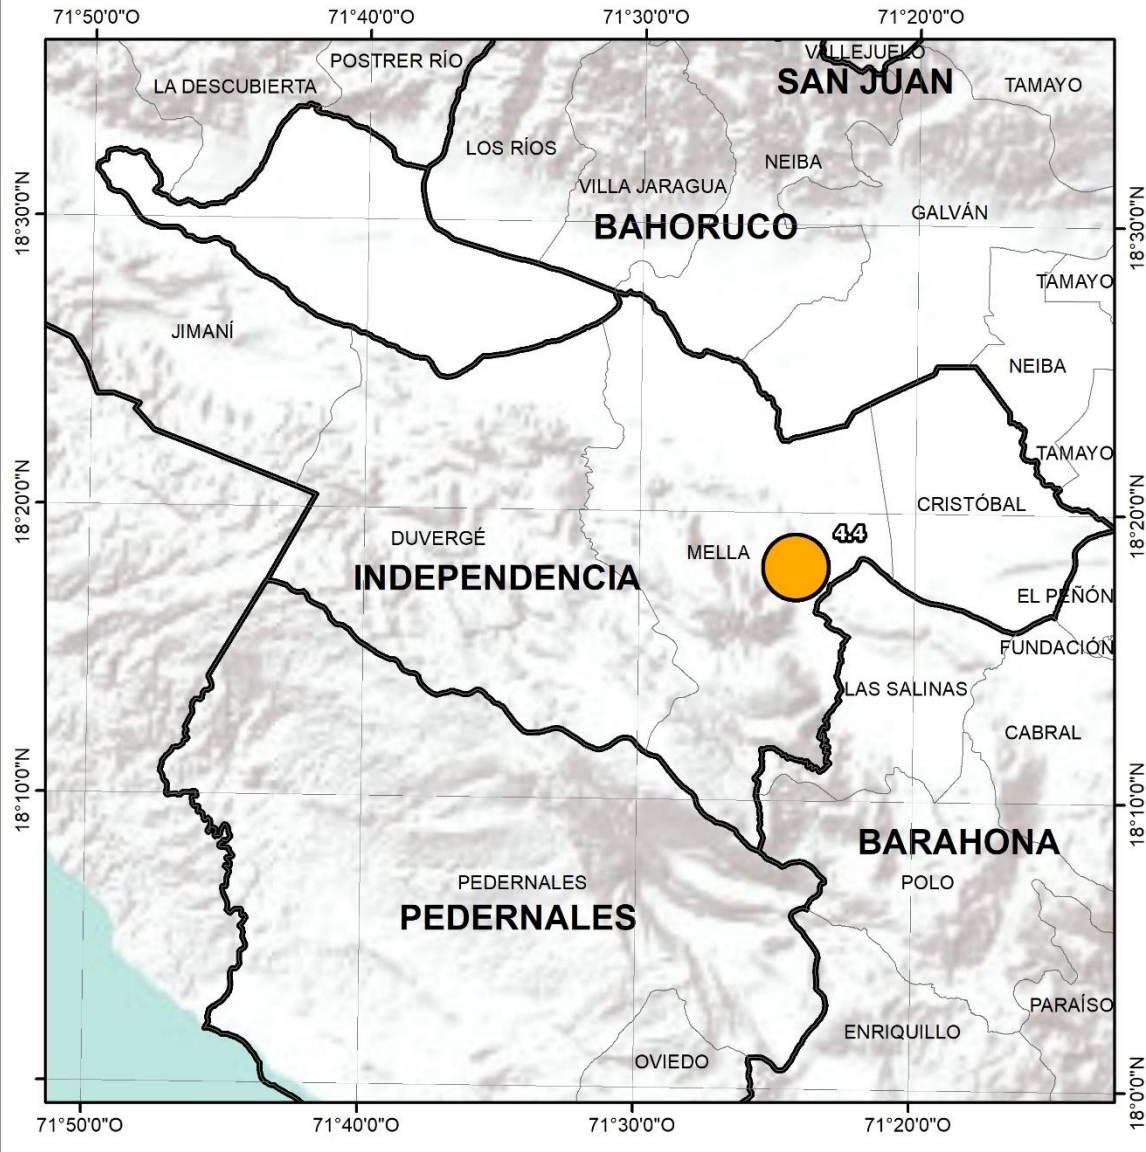 71°50'0"O 71°40'0"O 71°30'0"O 71°20'0"O
VALLEJUELO
POSTRER RÍO
SAN JUAN
LA DESCUBIERTA
TAMAYO
LOS RÍOS
NEIBA
VILLA JARAGUA
18°30'0"N
GALVÁN
BAHORUCO
18°30'0"N
TAMAYO
JIMANÍ
NEIBA
TAMAYO
18°20'0"N
CRISTÓBAL
18°20'0"N
4.4
DUVERGÉ
MELLA
INDEPENDENCIA
EL PEÑÓN
FUNDACIÓN
LAS SALINAS
CABRAL
18°10'0"N
18°10'0"N
BARAHONA
PEDERNALES
POLO
PEDERNALES
PARAÍSO
ENRIQUILLO
OVIEDO
18°0'0"N
71°50'0"O 71°40'0"O 71°30'0"O 71°20'0"O